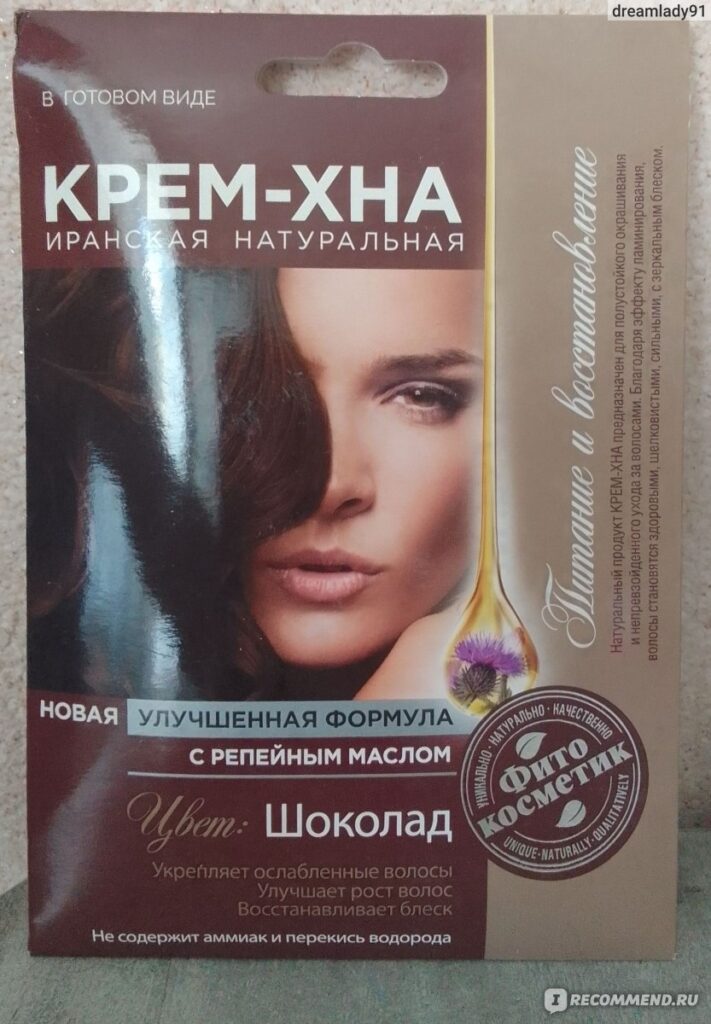 dreamlady91
В ГОТОВОМ ВИДЕ
КРЕМ-ХНА
ИРАНСКАЯ НАТУРАЛЬНАЯ
Питание и восстановление
Натуральный продукт КРЕМ-ХНА предназначен для полустойкого окрашивания
и непревзойденного ухода за волосами. Благодаря эффекту ламинирования,
волосы становятся здоровыми, шелковистыми, сильными, с зеркальным блеском.
НОВАЯ УЛУЧШЕННАЯ ФОРМУЛА
С РЕПЕЙНЫМ МАСЛОМ
Цвет: Шоколад
Укрепляет ослабленные волосы
Улучшает рост волос
Восстанавливает блеск
Не содержит аммиак и перекись водорода
УНИКАЛЬНО·НАТУРАЛЬНО·КАЧЕСТВЕННО
Фито
косметик
UNIQUE·NATURALLY·QUALITATIVELY
IRECOMMEND.RU